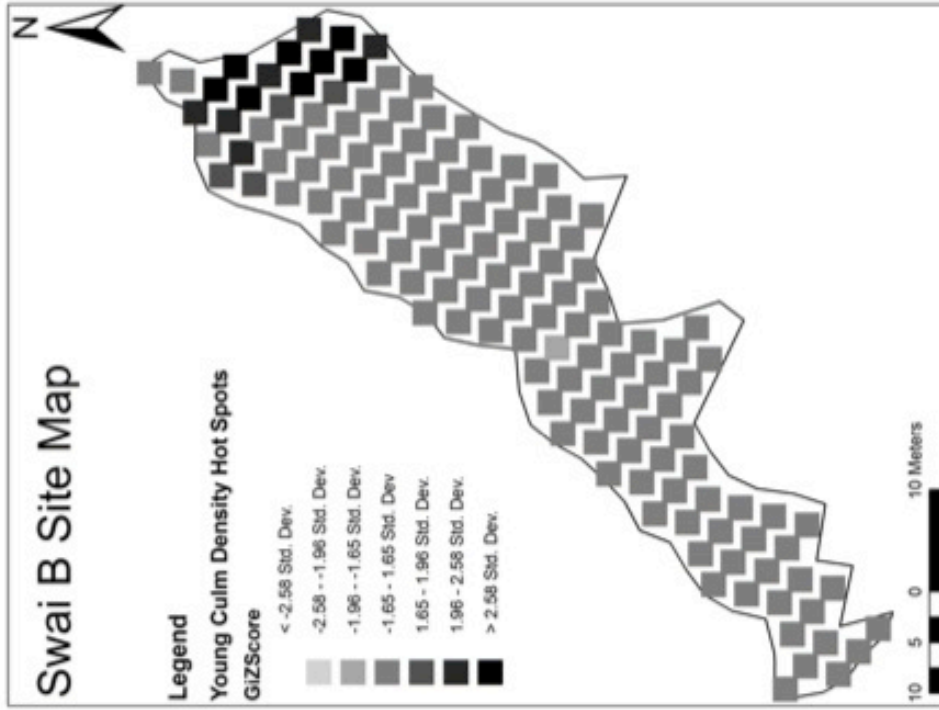 N
Swai B Site Map
Legend
Young Culm Density Hot Spots
GiZScore
< -2.58 Std. Dev.
-2.58 - -1.96 Std. Dev.
-1.96 - -1.65 Std. Dev.
-1.65 - 1.65 Std. Dev
1.65 - 1.96 Std. Dev.
1.96 - 2.58 Std. Dev.
> 2.58 Std. Dev.
10 5 0 10 Meters